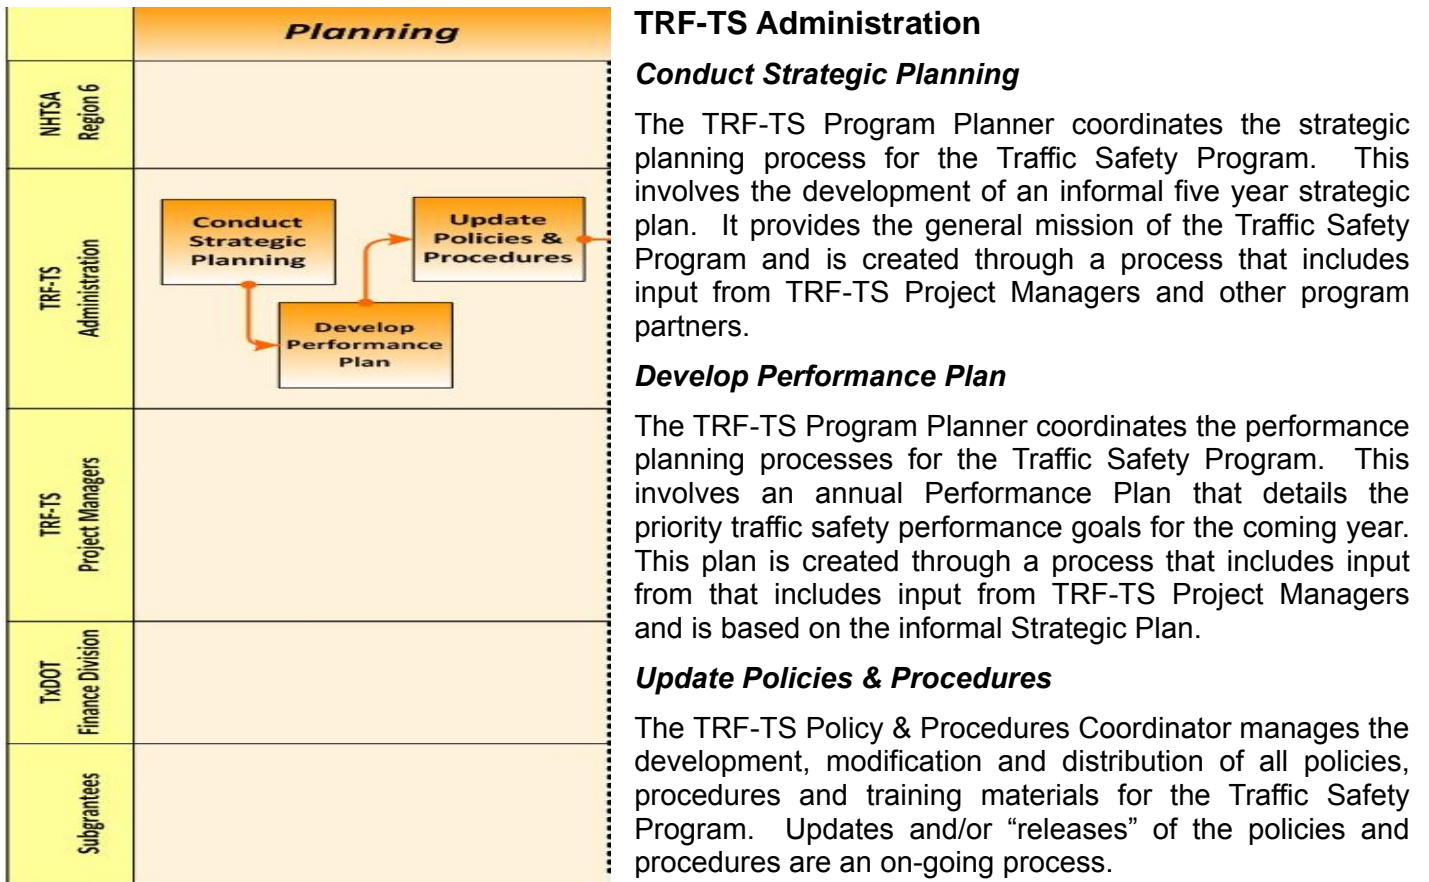 Planning
NHTSA
Region 6
TRF-TS
Administration
Conduct
Strategic
Planning
Update
Policies &
Procedures
Develop
Performance
Plan
TRF-TS
Project Managers
TxDOT
Finance Division
Subgrantees
TRF-TS Administration
Conduct Strategic Planning
The TRF-TS Program Planner coordinates the strategic
planning process for the Traffic Safety Program. This
involves the development of an informal five year strategic
plan. It provides the general mission of the Traffic Safety
Program and is created through a process that includes
input from TRF-TS Project Managers and other program
partners.
Develop Performance Plan
The TRF-TS Program Planner coordinates the performance
planning processes for the Traffic Safety Program. This
involves an annual Performance Plan that details the
priority traffic safety performance goals for the coming year.
This plan is created through a process that includes input
from that includes input from TRF-TS Project Managers
and is based on the informal Strategic Plan.
Update Policies & Procedures
The TRF-TS Policy & Procedures Coordinator manages the
development, modification and distribution of all policies,
procedures and training materials for the Traffic Safety
Program. Updates and/or “releases” of the policies and
procedures are an on-going process.